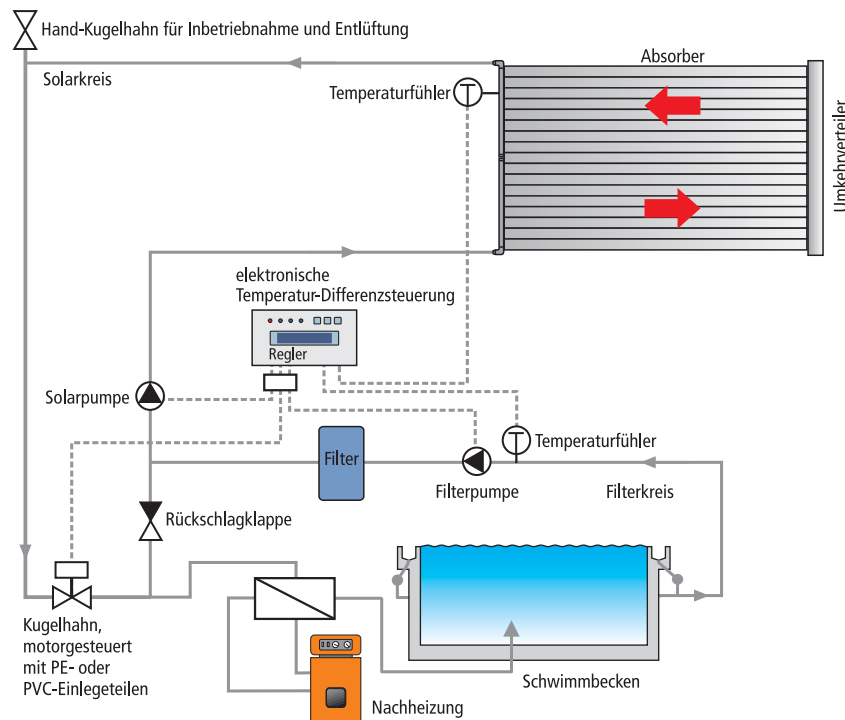 Hand-Kugelhahn für Inbetriebnahme und Entlüftung
Solarkreis
Absorber
Temperaturfühler
T
Umkehrverteiler
elektronische
Temperatur-Differenzsteuerung
Regler
Solarpumpe
T
Temperaturfühler
Filter
Filterpumpe
Filterkreis
Rückschlagklappe
Kugelhahn,
motorgesteuert
mit PE- oder
PVC-Einlegeteilen
Schwimmbecken
Nachheizung